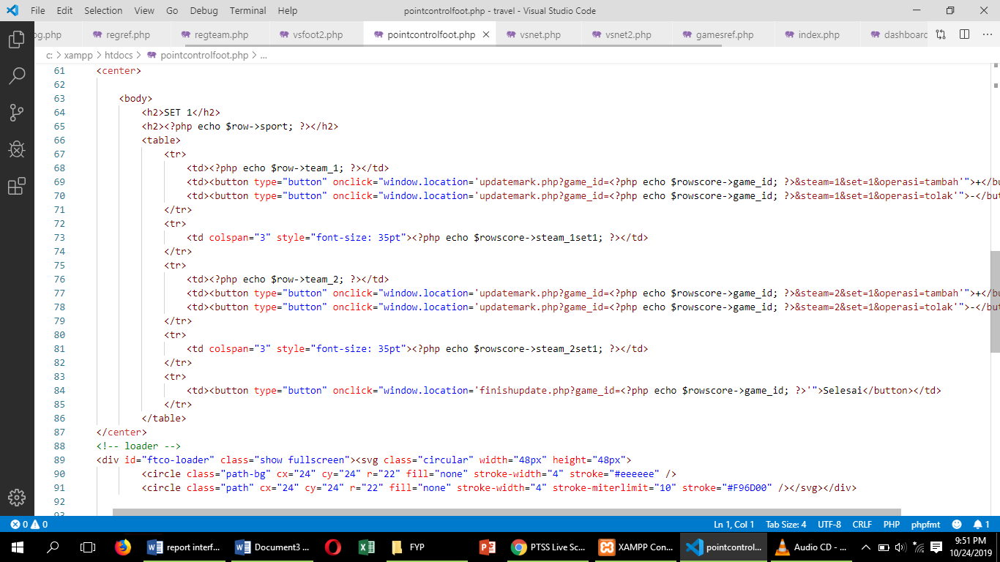 File Edit Selection View Go Debug Terminal Help pointcontrolfoot.php - travel - Visual Studio Code
og.php regref.php regteam.php vsfoot2.php pointcontrolfoot.php vsnet.php vsnet2.php gamesref.php index.php dashboard
c: > xampp > htdocs > pointcontrolfoot.php > ...
61 <center>
62
63 <body>
64 <h2>SET 1</h2>
65 <h2><?php echo $row->sport; ?></h2>
66 <table>
67 <tr>
68 <td><?php echo $row->team_1; ?></td>
69 <td><button type="button" onclick="window.location='updatemark.php?game_id=<?php echo $rowscore->game_id; ?>&steam=1&set=1&operasi=tambah'">+</bu
70 <td><button type="button" onclick="window.location='updatemark.php?game_id=<?php echo $rowscore->game_id; ?>&steam=1&set=1&operasi=tolak'">-</but
71 </tr>
72 <tr>
73 <td colspan="3" style="font-size: 35pt"><?php echo $rowscore->steam_1set1; ?></td>
74 </tr>
75 <tr>
76 <td><?php echo $row->team_2; ?></td>
77 <td><button type="button" onclick="window.location='updatemark.php?game_id=<?php echo $rowscore->game_id; ?>&steam=2&set=1&operasi=tambah'">+</bu
78 <td><button type="button" onclick="window.location='updatemark.php?game_id=<?php echo $rowscore->game_id; ?>&steam=2&set=1&operasi=tolak'">-</but
79 </tr>
80 <tr>
81 <td colspan="3" style="font-size: 35pt"><?php echo $rowscore->steam_2set1; ?></td>
82 </tr>
83 <tr>
84 <td><button type="button" onclick="window.location='finishupdate.php?game_id=<?php echo $rowscore->game_id; ?>'">Selesai</button></td>
85 </tr>
86 </table>
87 </center>
88 <!-- loader -->
89 <div id="ftco-loader" class="show fullscreen"><svg class="circular" width="48px" height="48px">
90 <circle class="path-bg" cx="24" cy="24" r="22" fill="none" stroke-width="4" stroke="#eeeeee" />
91 <circle class="path" cx="24" cy="24" r="22" fill="none" stroke-width="4" stroke-miterlimit="10" stroke="#F96D00" /></svg></div>
92
93
0 0 Ln 1, Col 1 Tab Size: 4 UTF-8 CRLF PHP phpfmt 1
report interf... Document3 ... FYP PTSS Live Sc... XAMPP Con... pointcontrol... Audio CD - ... 9:51 PM
10/24/2019